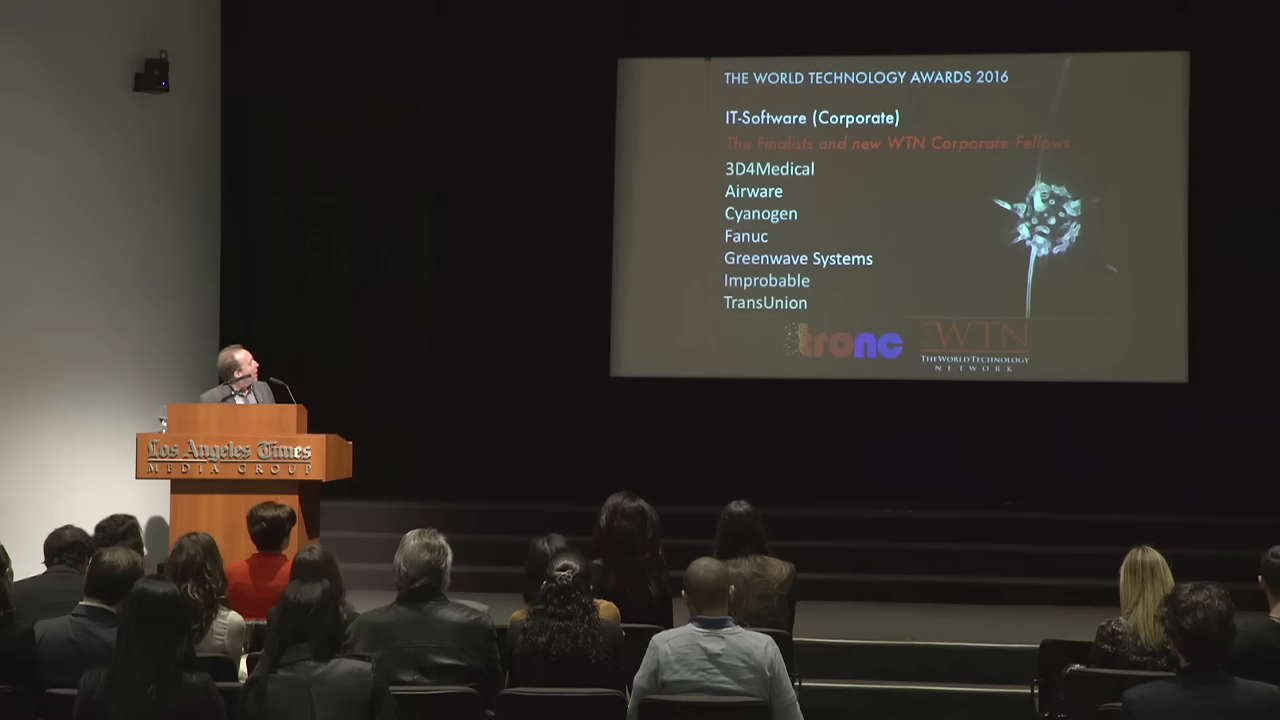 THE WORLD TECHNOLOGY AWARDS 2016
IT-Software (Corporate)
The Finalists and new WTN Corporate Fellows
3D4Medical
Airware
Cyanogen
Fanuc
Greenwave Systems
Improbable
TransUnion
tronc
WTN
THE WORLD TECHNOLOGY
NETWORK
Los Angeles Times
MEDIA GROUP